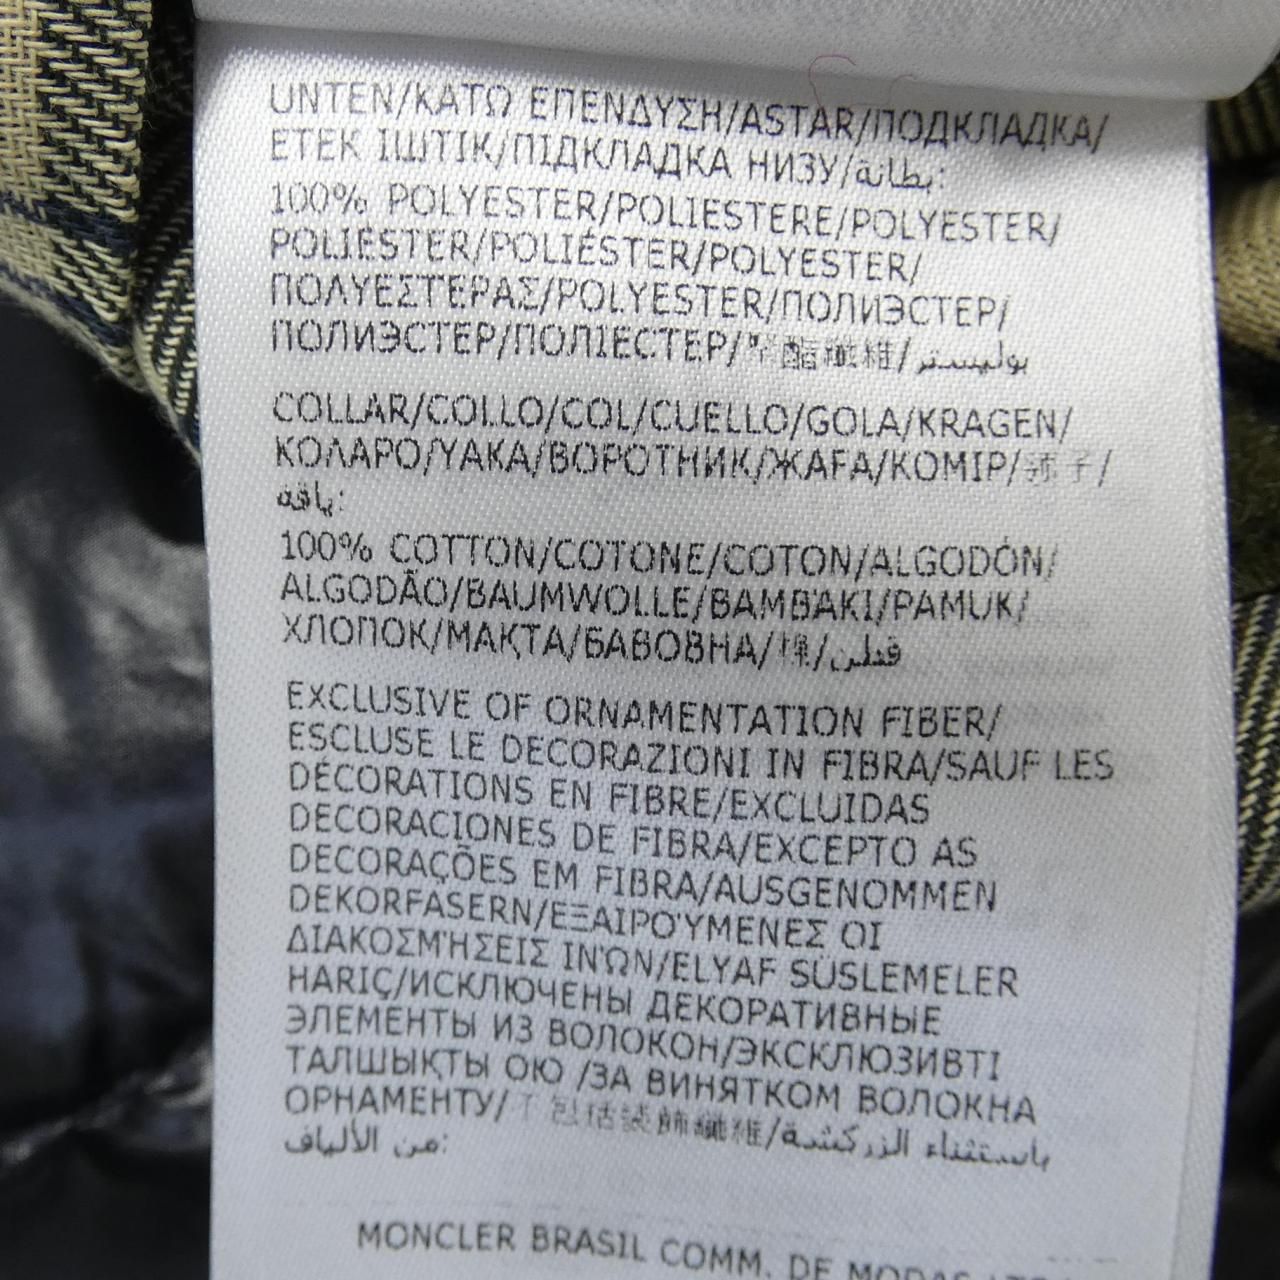 UNTEN/ΚΑΤΩ ΕΠΕΝΔΥΣΗ/ASTAR/ПОДКЛАДКА/
ЕТЕК ІШТІК/ПІДКЛАДКА НИЗУ/بطانة:
100% POLYESTER/POLIESTERE/POLYESTER/
POLIÉSTER/POLIÉSTER/POLYESTER/
ΠΟΛΥΕΣΤΕΡΑΣ/POLYESTER/ПОЛИЭСТЕР/
ПОЛИЭСТЕР/ПОЛІЕСТЕР/聚酯纖維/بوليستر
COLLAR/COLLO/COL/CUELLO/GOLA/KRAGEN/
ΚΟΛΑΡΟ/YAKA/ВОРОТНИК/ЖАҒА/КОМІР/
ياقة:
100% COTTON/COTONE/COTON/ALGODÓN/
ALGODÃO/BAUMWOLLE/ΒΑΜΒΆΚΙ/PAMUK/
ХЛОПОК/МАҚТА/БАВОВНА/棉/قطن
EXCLUSIVE OF ORNAMENTATION FIBER/
ESCLUSE LE DECORAZIONI IN FIBRA/SAUF LES
DÉCORATIONS EN FIBRE/EXCLUIDAS
DECORACIONES DE FIBRA/EXCEPTO AS
DECORAÇÕES EM FIBRA/AUSGENOMMEN
DEKORFASERN/ΕΞΑΙΡΟΎΜΕΝΕΣ ΟΙ
ΔΙΑΚΟΣΜΉΣΕΙΣ ΙΝΏΝ/ELYAF SÜSLEMELER
HARIÇ/ИСКЛЮЧЕНЫ ДЕКОРАТИВНЫЕ
ЭЛЕМЕНТЫ ИЗ ВОЛОКОН/ЭКСКЛЮЗИВТІ
ТАЛШЫҚТЫ ОЮ /ЗА ВИНЯТКОМ ВОЛОКНА
ОРНАМЕНТУ/不包括裝飾纖維/باستثناء الزركشة
من الألياف:
MONCLER BRASIL COMM. DE MODAS